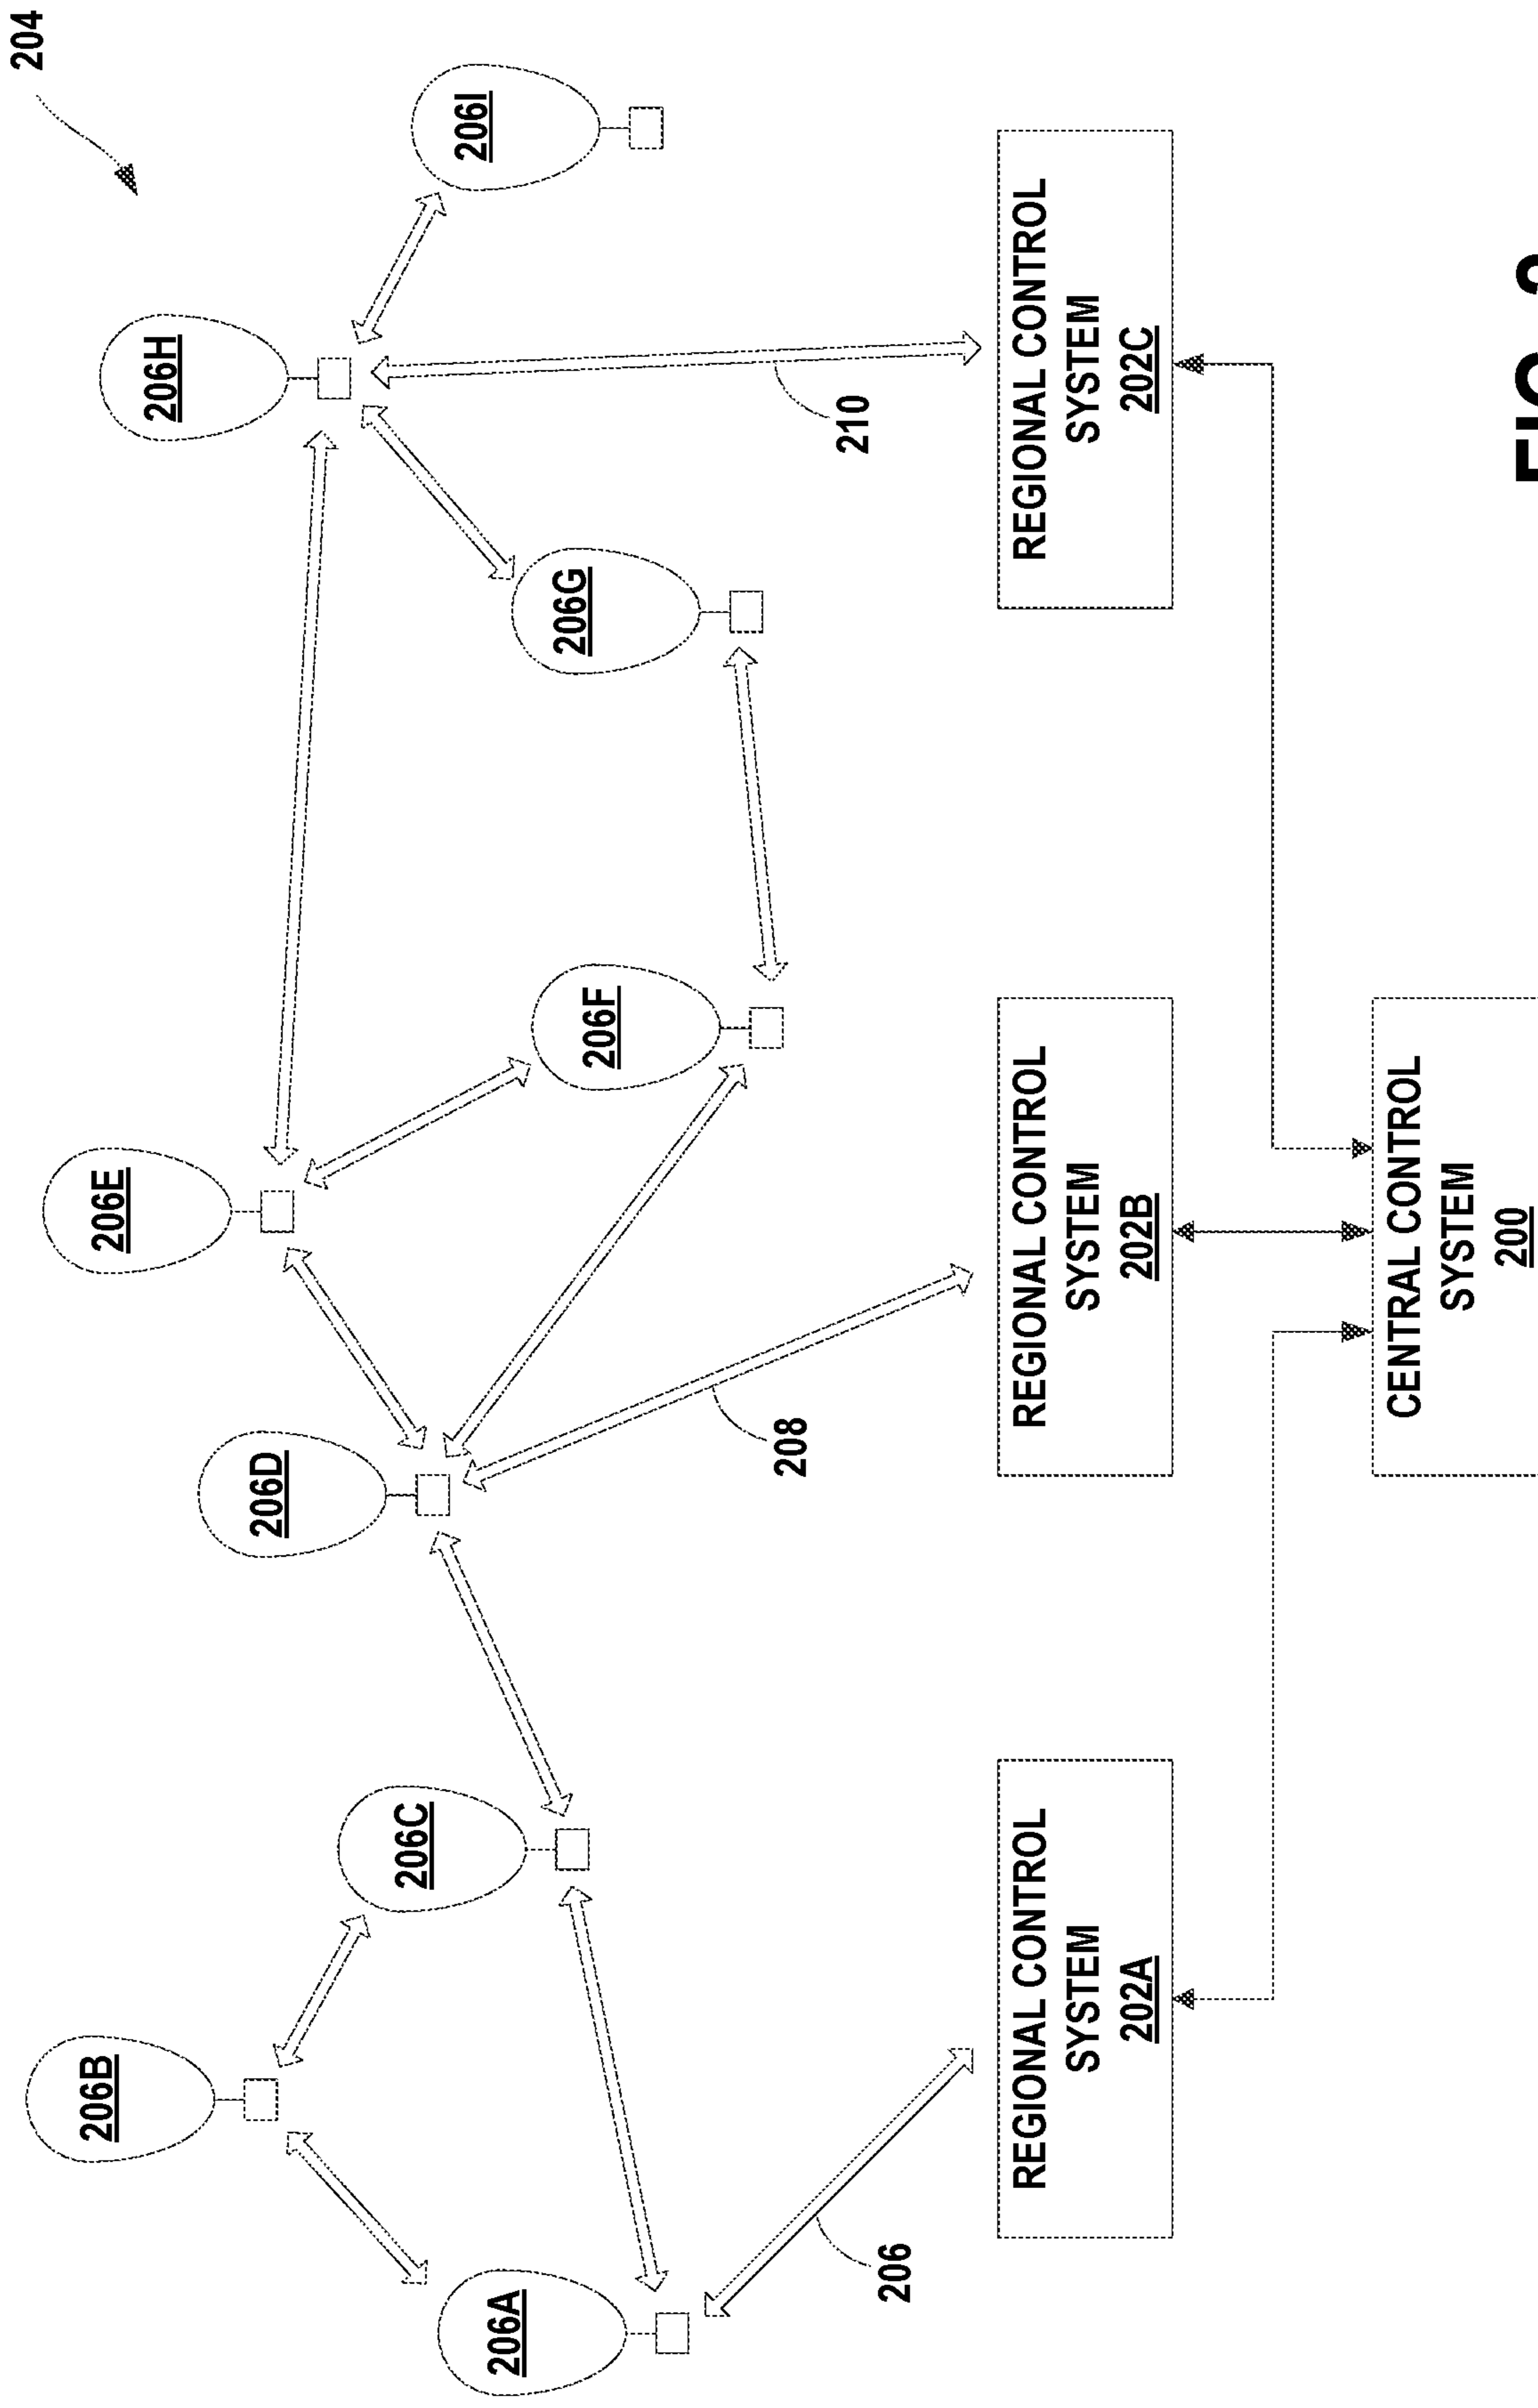 204
206B
206E
206H
206C
206D
206I
206A
206F
206G
206
208
210
REGIONAL CONTROL
SYSTEM
202A
REGIONAL CONTROL
SYSTEM
202B
REGIONAL CONTROL
SYSTEM
202C
CENTRAL CONTROL
SYSTEM
200